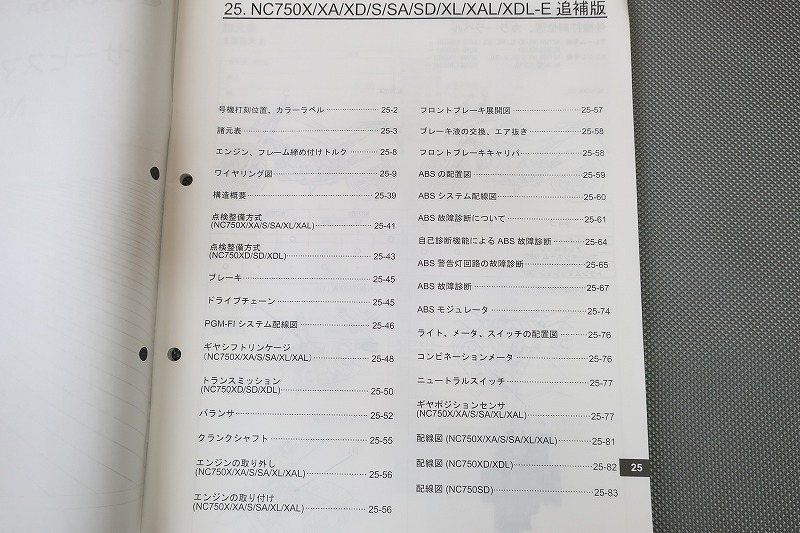 25. NC750X/XA/XD/S/SA/SD/XL/XAL/XDL-E 追補版
号機打刻位置、カラーラベル 25-2
諸元表 25-3
エンジン、フレーム締め付けトルク 25-8
ワイヤリング図 25-9
構造概要 25-39
点検整備方式
(NC750X/XA/S/SA/XL/XAL) 25-41
点検整備方式
(NC750XD/SD/XDL) 25-43
ブレーキ 25-45
ドライブチェーン 25-45
PGM-FI システム配線図 25-46
ギヤシフトリンケージ
(NC750X/XA/S/SA/XL/XAL) 25-48
トランスミッション
(NC750XD/SD/XDL) 25-50
バランサ 25-52
クランクシャフト 25-55
エンジンの取り外し
(NC750X/XA/S/SA/XL/XAL) 25-56
エンジンの取り付け
(NC750X/XA/S/SA/XL/XAL) 25-56
フロントブレーキ展開図 25-57
ブレーキ液の交換、エア抜き 25-58
フロントブレーキキャリパ 25-58
ABS の配置図 25-59
ABS システム配線図 25-60
ABS 故障診断について 25-61
自己診断機能による ABS 故障診断 25-64
ABS 警告灯回路の故障診断 25-65
ABS 故障診断 25-67
ABS モジュレータ 25-74
ライト、メータ、スイッチの配置図 25-76
コンビネーションメータ 25-76
ニュートラルスイッチ 25-77
ギヤポジションセンサ
(NC750X/XA/S/SA/XL/XAL) 25-77
配線図 (NC750X/XA/S/SA/XL/XAL) 25-81
配線図 (NC750XD/XDL) 25-82
配線図 (NC750SD) 25-83
25